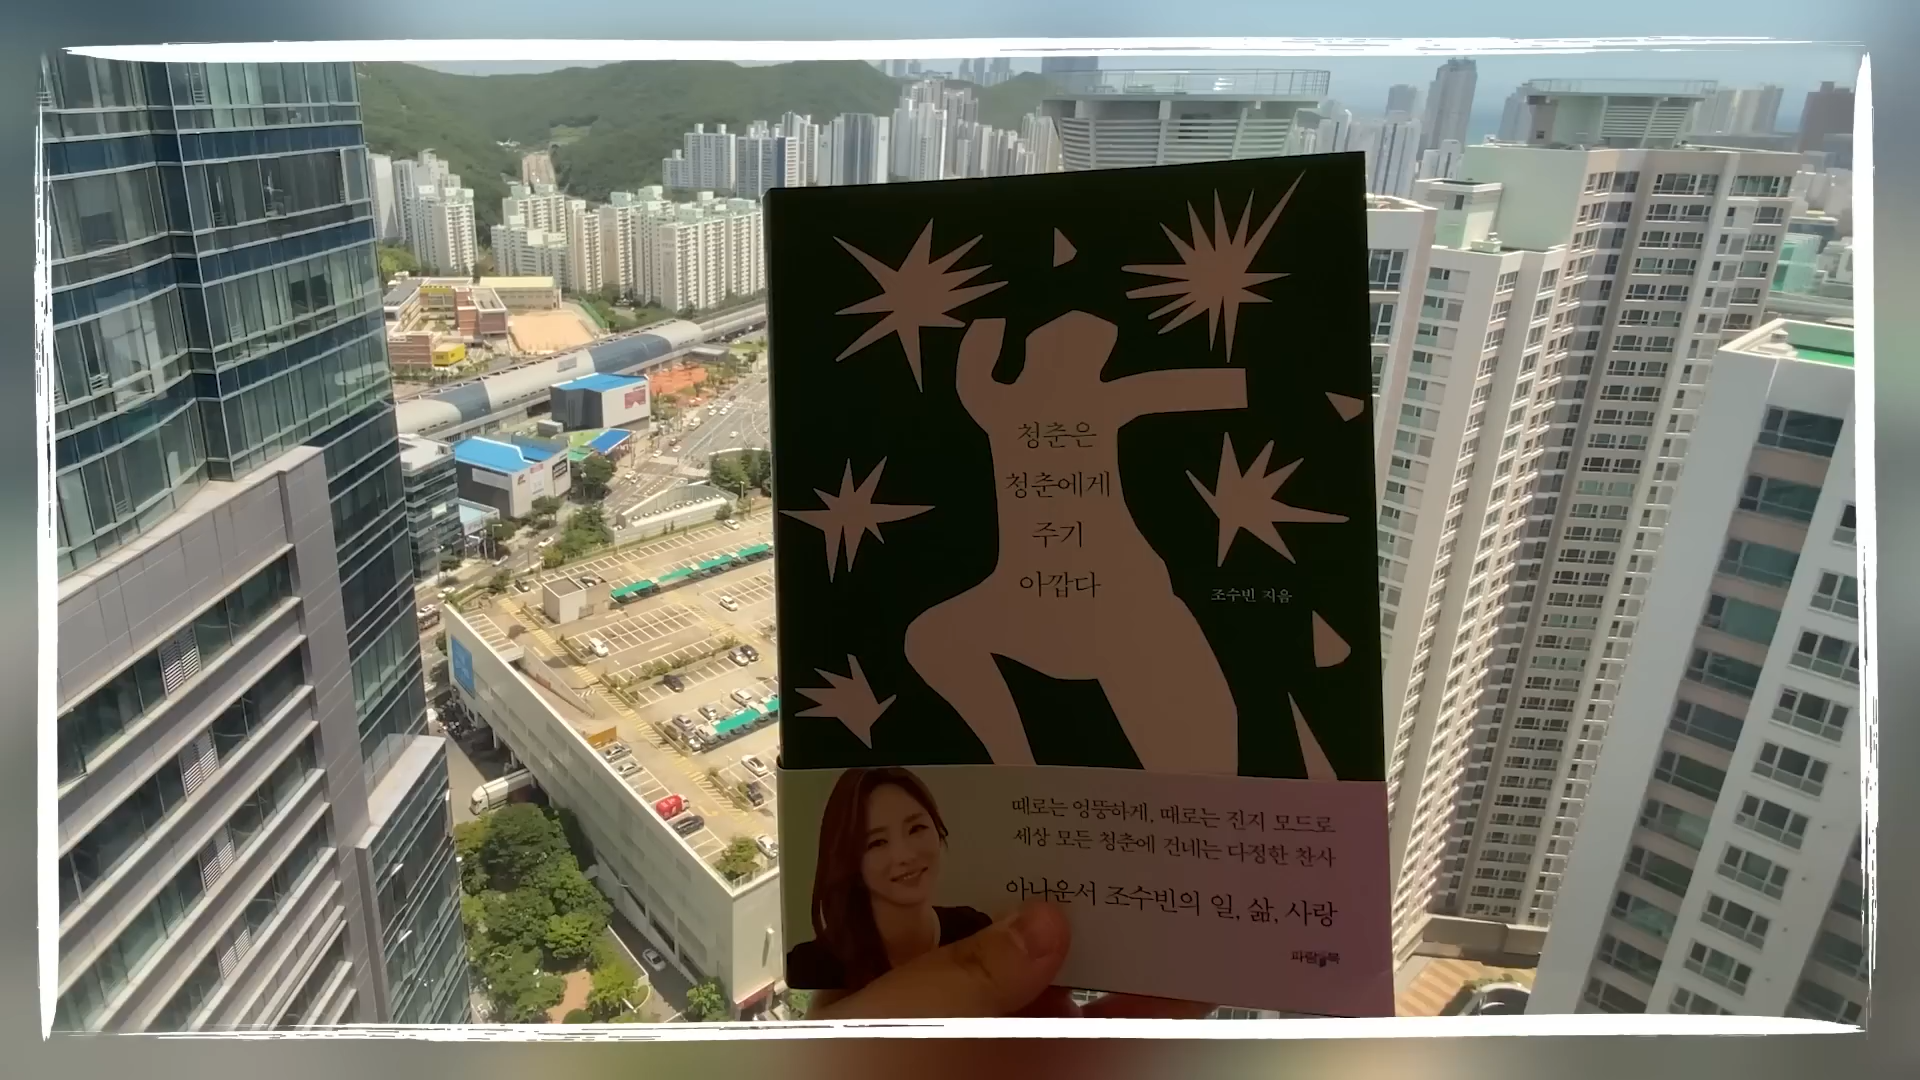 청춘은
청춘에게
주기
아깝다
조수빈 지음
때로는 엉뚱하게, 때로는 진지 모드로
세상 모든 청춘에 건네는 다정한 찬사
아나운서 조수빈의 일, 삶, 사랑
파람북